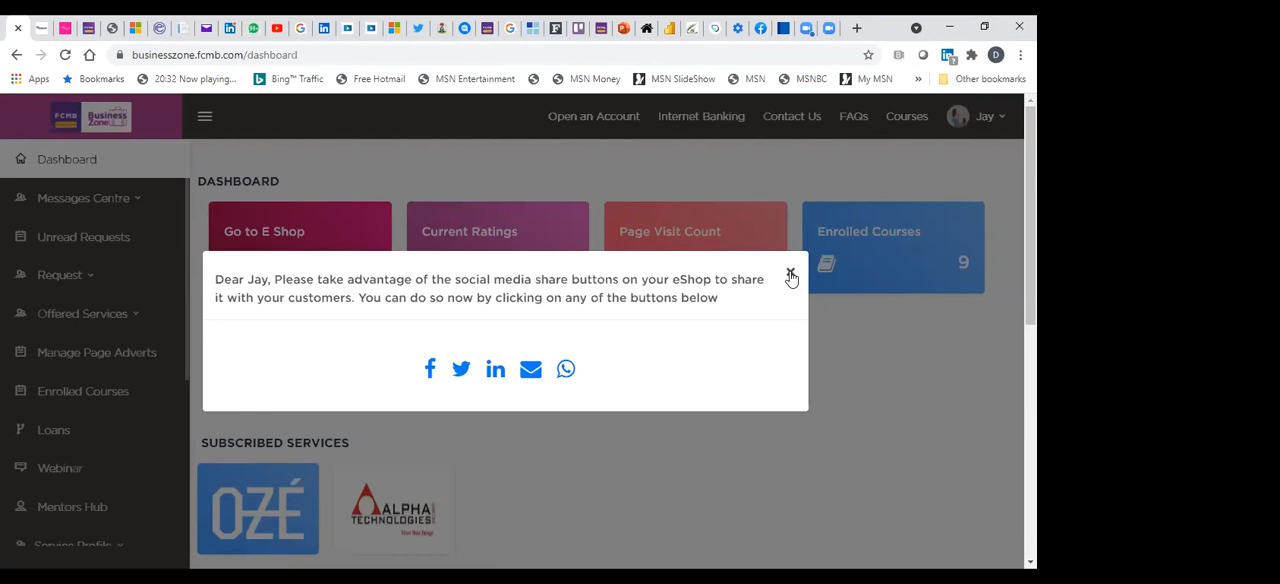 businesszone.fcmb.com/dashboard
Apps Bookmarks 20:32 Now playing... Bing™ Traffic Free Hotmail MSN Entertainment MSN Money MSN SlideShow MSN MSNBC My MSN » Other bookmarks
FCMB Business Zone
Open an Account Internet Banking Contact Us FAQs Courses Jay
Dashboard
Messages Centre
Unread Requests
Request
Offered Services
Manage Page Adverts
Enrolled Courses
Loans
Webinar
Mentors Hub
Service Profile
DASHBOARD
Go to E Shop Current Ratings Page Visit Count Enrolled Courses
9
Dear Jay, Please take advantage of the social media share buttons on your eShop to share
it with your customers. You can do so now by clicking on any of the buttons below
SUBSCRIBED SERVICES
OZÉ
ALPHA
TECHNOLOGIES